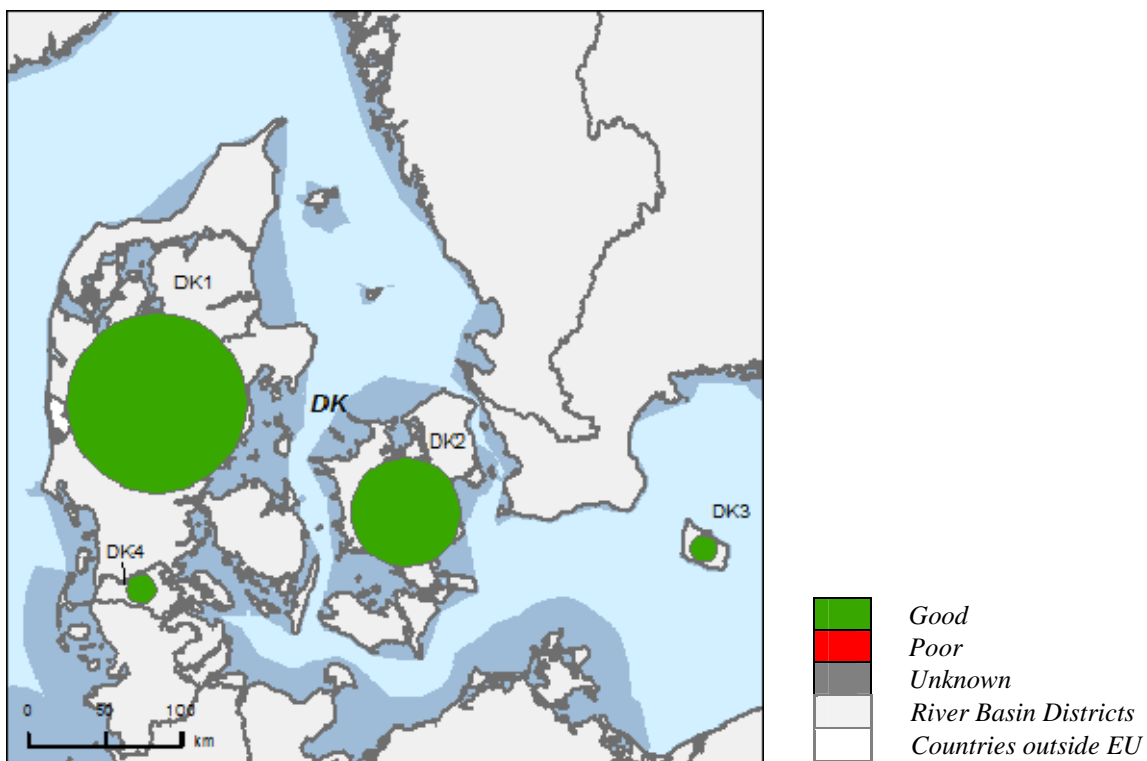 DK1
DK
DK2
DK3
DK4
0 50 100
km
Good
Poor
Unknown
River Basin Districts
Countries outside EU